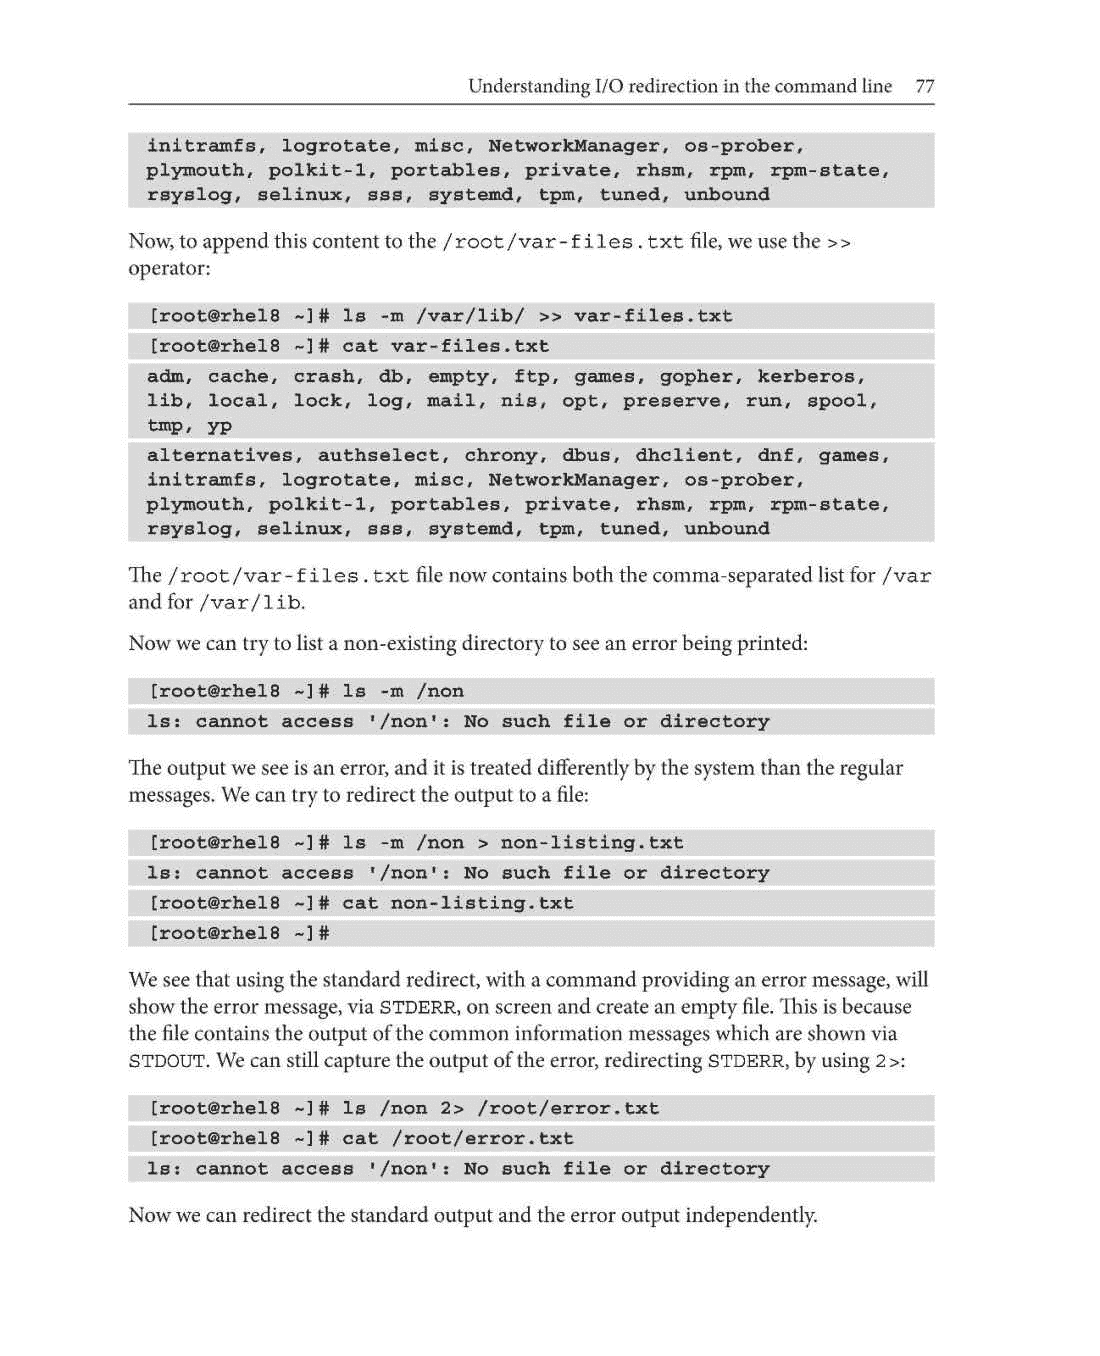 Understanding I/O redirection in the command line 77
initramfs, logrotate, misc, NetworkManager, os-prober,
plymouth, polkit-1, portables, private, rhsm, rpm, rpm-state,
rsyslog, selinux, sss, systemd, tpm, tuned, unbound
Now, to append this content to the /root/var-files.txt file, we use the >>
operator:
[root@rhel8 ~]# ls -m /var/lib/ >> var-files.txt
[root@rhel8 ~]# cat var-files.txt
adm, cache, crash, db, empty, ftp, games, gopher, kerberos,
lib, local, lock, log, mail, nis, opt, preserve, run, spool,
tmp, yp
alternatives, authselect, chrony, dbus, dhclient, dnf, games,
initramfs, logrotate, misc, NetworkManager, os-prober,
plymouth, polkit-1, portables, private, rhsm, rpm, rpm-state,
rsyslog, selinux, sss, systemd, tpm, tuned, unbound
The /root/var-files.txt file now contains both the comma-separated list for /var
and for /var/lib.
Now we can try to list a non-existing directory to see an error being printed:
[root@rhel8 ~]# ls -m /non
ls: cannot access '/non': No such file or directory
The output we see is an error, and it is treated differently by the system than the regular
messages. We can try to redirect the output to a file:
[root@rhel8 ~]# ls -m /non > non-listing.txt
ls: cannot access '/non': No such file or directory
[root@rhel8 ~]# cat non-listing.txt
[root@rhel8 ~]#
We see that using the standard redirect, with a command providing an error message, will
show the error message, via STDERR, on screen and create an empty file. This is because
the file contains the output of the common information messages which are shown via
STDOUT. We can still capture the output of the error, redirecting STDERR, by using 2>:
[root@rhel8 ~]# ls /non 2> /root/error.txt
[root@rhel8 ~]# cat /root/error.txt
ls: cannot access '/non': No such file or directory
Now we can redirect the standard output and the error output independently.